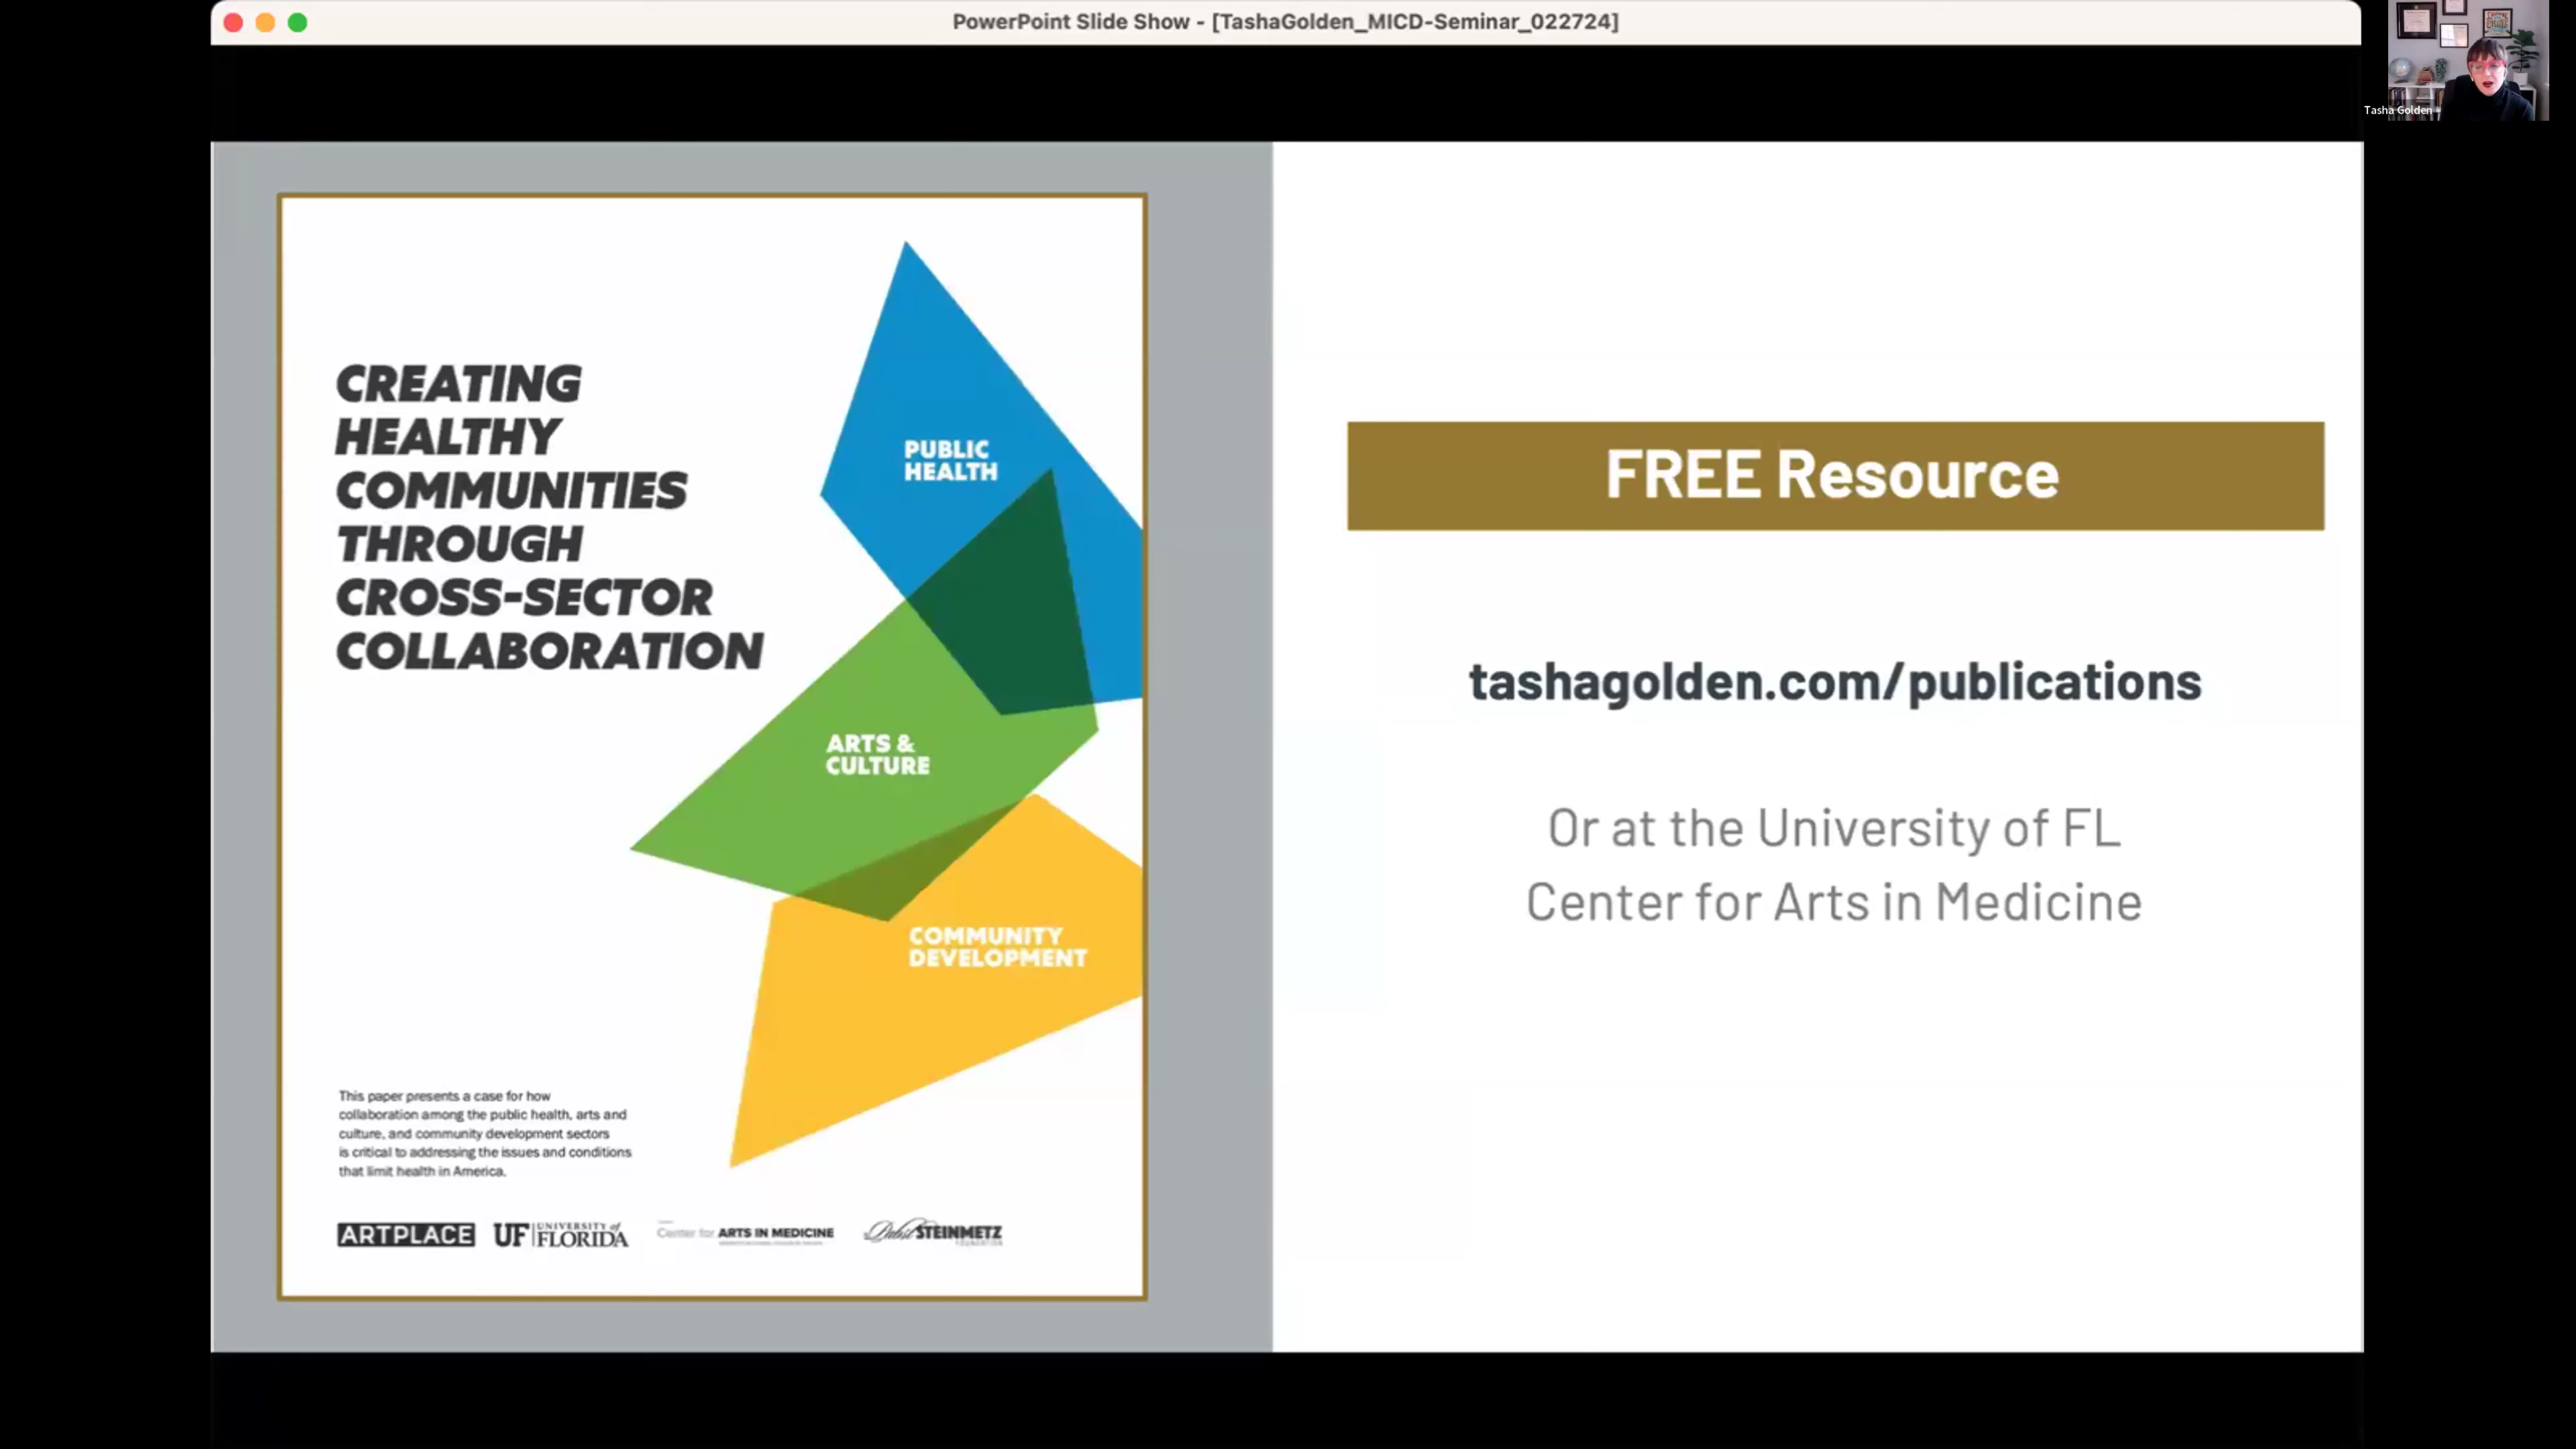 PowerPoint Slide Show - [TashaGolden_MICD-Seminar_022724]
Tasha Golden
CREATING
HEALTHY
COMMUNITIES
THROUGH
CROSS-SECTOR
COLLABORATION
PUBLIC
HEALTH
ARTS &
CULTURE
COMMUNITY
DEVELOPMENT
This paper presents a case for how
collaboration among the public health, arts and
culture, and community development sectors
is critical to addressing the issues and conditions
that limit health in America.
ARTPLACE
UF UNIVERSITY of
FLORIDA
Center for ARTS IN MEDICINE
Pabst STEINMETZ
FOUNDATION
FREE Resource
tashagolden.com/publications
Or at the University of FL
Center for Arts in Medicine